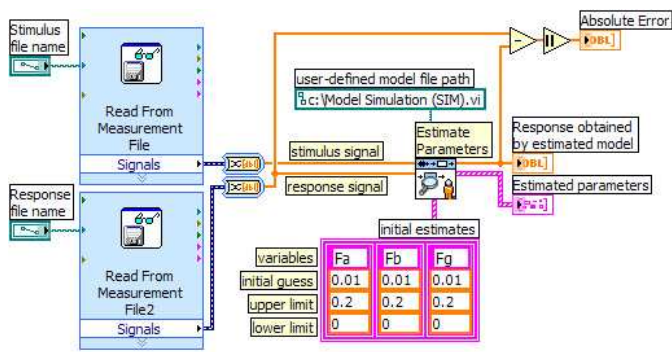 Stimulus
file name
Read From
Measurement
File
Signals
Response
file name
Read From
Measurement
File2
Signals
stimulus signal
response signal
user-defined model file path
c:\Model Simulation (SIM).vi
Estimate
Parameters
Absolute Error
DBL
Response obtained
by estimated model
DBL
Estimated parameters
initial estimates
variables Fa Fb Fg
initial guess 0.01 0.01 0.01
upper limit 0.2 0.2 0.2
lower limit 0 0 0